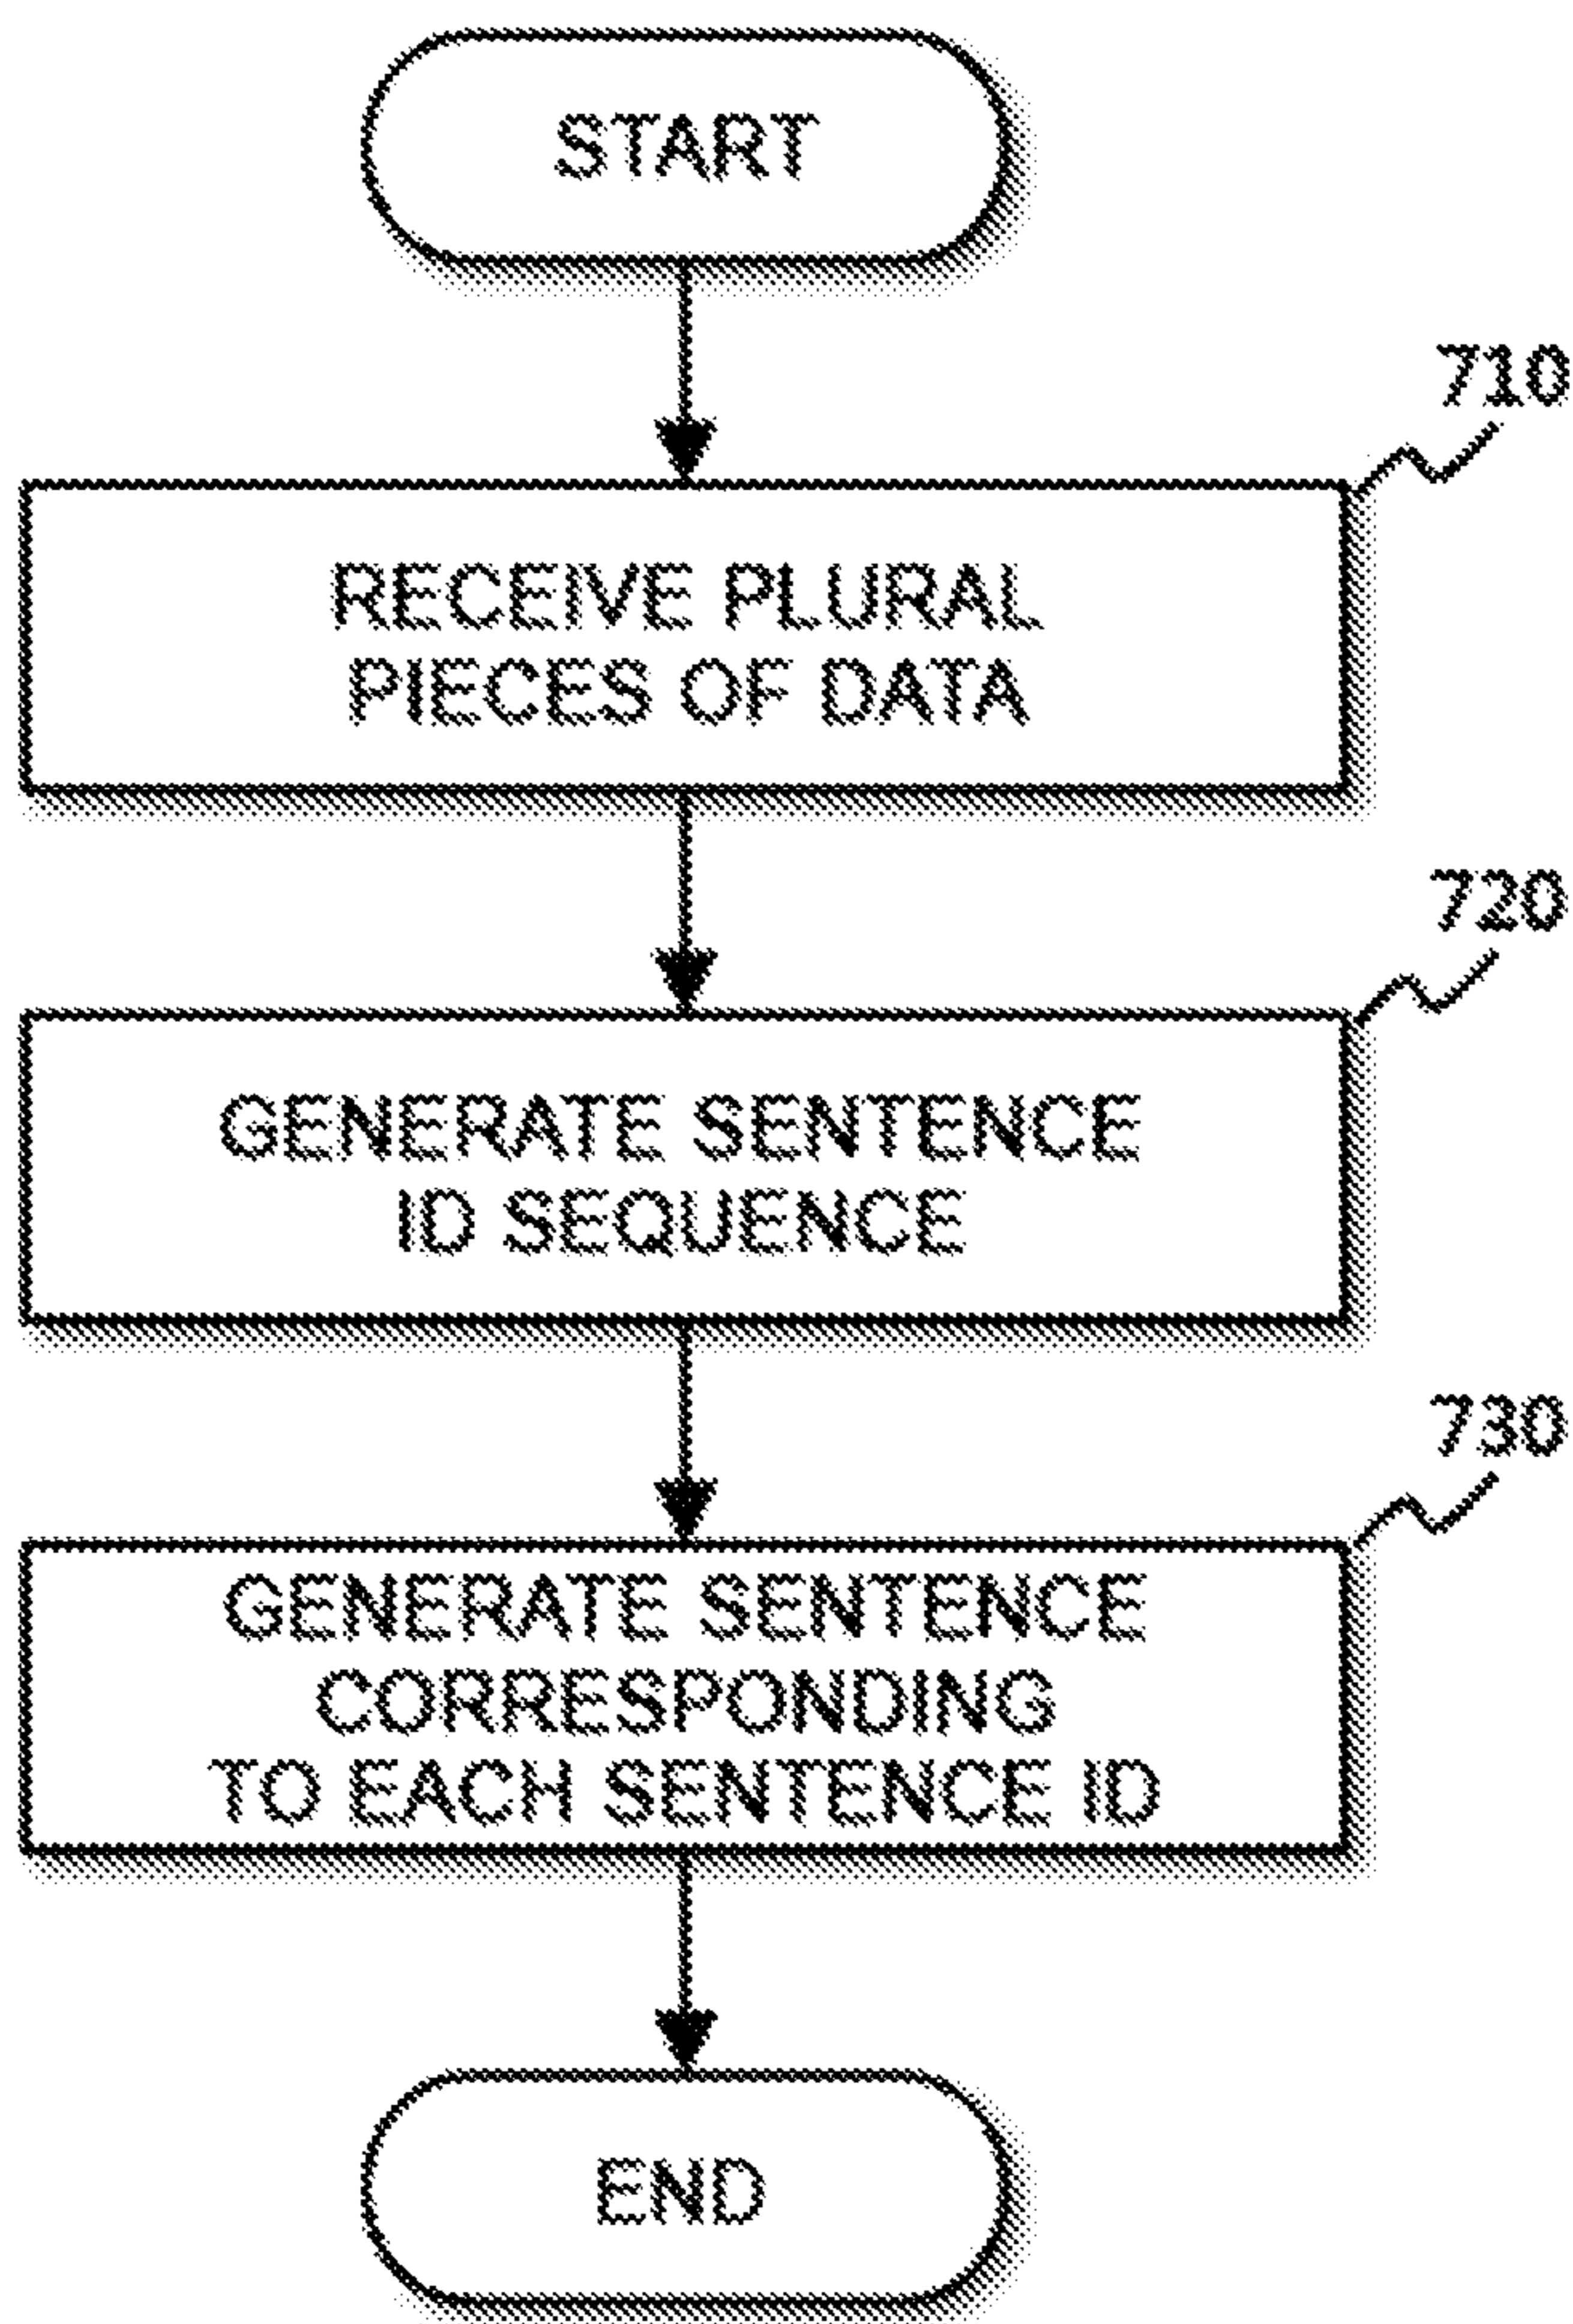 START
710
RECEIVE PLURAL
PIECES OF DATA
720
GENERATE SENTENCE
ID SEQUENCE
730
GENERATE SENTENCE
CORRESPONDING
TO EACH SENTENCE ID
END